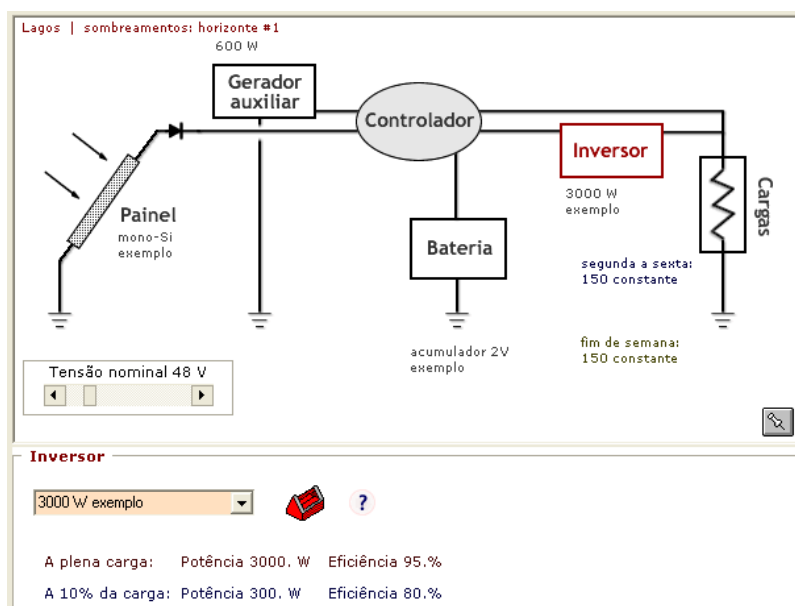 Lagos | sombreamentos: horizonte #1
600 W
Gerador
auxiliar
Controlador
Inversor
3000 W
exemplo
Cargas
Painel
mono-Si
exemplo
Bateria
segunda a sexta:
150 constante
acumulador 2V
exemplo
fim de semana:
150 constante
Tensão nominal 48 V
Inversor
3000 W exemplo
?
A plena carga: Potência 3000. W Eficiência 95.%
A 10% da carga: Potência 300. W Eficiência 80.%